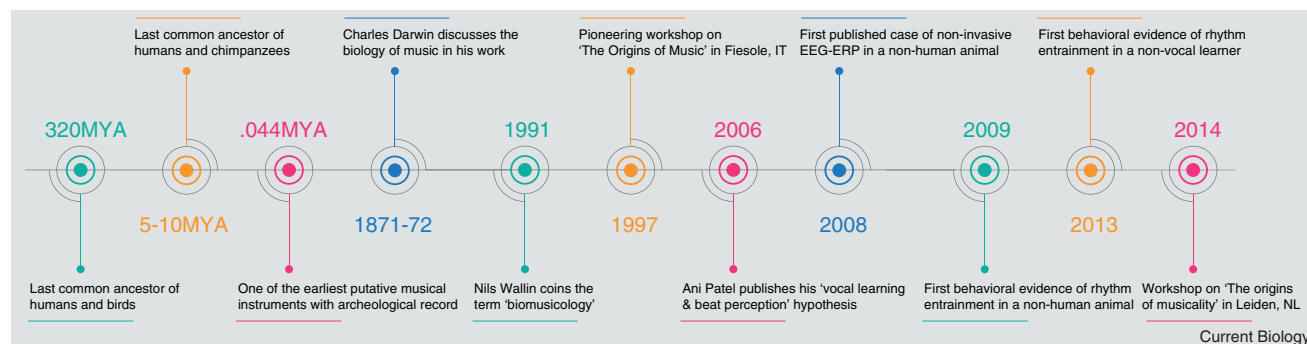 Last common ancestor of
humans and chimpanzees
Charles Darwin discusses the
biology of music in his work
Pioneering workshop on
‘The Origins of Music’ in Fiesole, IT
First published case of non-invasive
EEG-ERP in a non-human animal
First behavioral evidence of rhythm
entrainment in a non-vocal learner
320MYA
.044MYA
1991
2006
2009
2014
5-10MYA
1871-72
1997
2008
2013
Last common ancestor of
humans and birds
One of the earliest putative musical
instruments with archeological record
Nils Wallin coins the
term ‘biomusicology’
Ani Patel publishes his ‘vocal learning
& beat perception’ hypothesis
First behavioral evidence of rhythm
entrainment in a non-human animal
Workshop on ‘The origins
of musicality’ in Leiden, NL
Current Biology